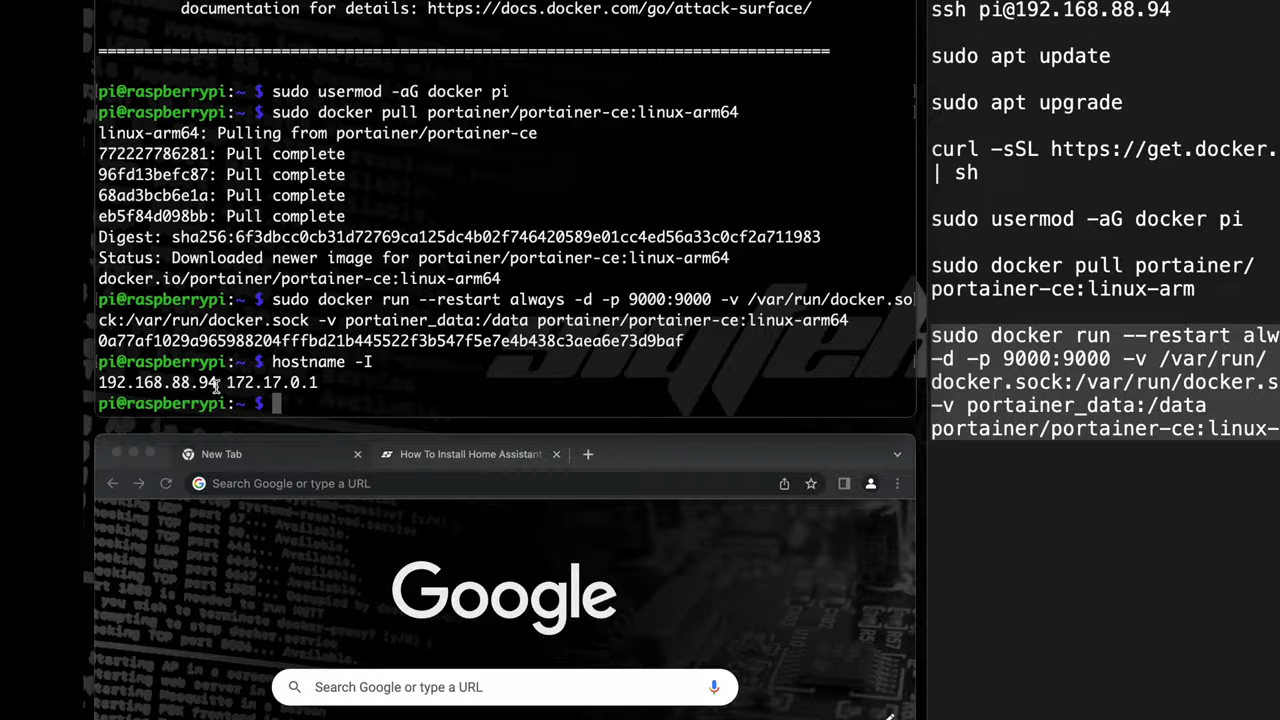 documentation for details: https://docs.docker.com/go/attack-surface/
================================================================================
pi@raspberrypi:~ $ sudo usermod -aG docker pi
pi@raspberrypi:~ $ sudo docker pull portainer/portainer-ce:linux-arm64
linux-arm64: Pulling from portainer/portainer-ce
772227786281: Pull complete
96fd13befc87: Pull complete
68ad3bcb6e1a: Pull complete
eb5f84d098bb: Pull complete
Digest: sha256:6f3dbcc0cb31d72769ca125dc4b02f746420589e01cc4ed56a33c0cf2a711983
Status: Downloaded newer image for portainer/portainer-ce:linux-arm64
docker.io/portainer/portainer-ce:linux-arm64
pi@raspberrypi:~ $ sudo docker run --restart always -d -p 9000:9000 -v /var/run/docker.so
ck:/var/run/docker.sock -v portainer_data:/data portainer/portainer-ce:linux-arm64
0a77af1029a965988204fffbd21b445522f3b547f5e7e4b438c3aea6e73d9baf
pi@raspberrypi:~ $ hostname -I
192.168.88.94 172.17.0.1
pi@raspberrypi:~ $
New Tab
How To Install Home Assistant
Search Google or type a URL
Google
Search Google or type a URL
ssh pi@192.168.88.94
sudo apt update
sudo apt upgrade
curl -sSL https://get.docker.
| sh
sudo usermod -aG docker pi
sudo docker pull portainer/
portainer-ce:linux-arm
sudo docker run --restart alw
-d -p 9000:9000 -v /var/run/
docker.sock:/var/run/docker.s
-v portainer_data:/data
portainer/portainer-ce:linux-